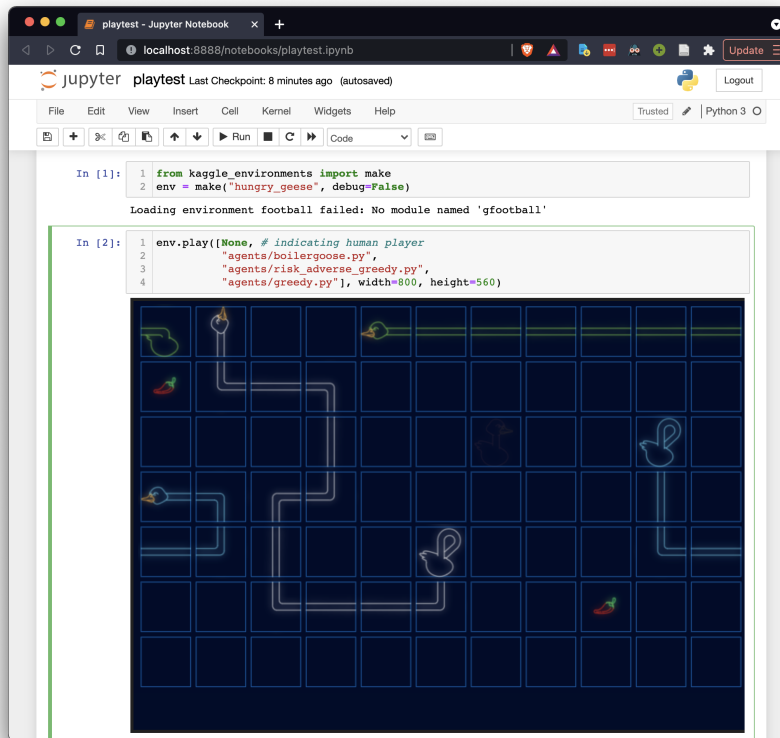 playtest - Jupyter Notebook
localhost:8888/notebooks/playtest.ipynb
Update
jupyter playtest Last Checkpoint: 8 minutes ago (autosaved)
Logout
File Edit View Insert Cell Kernel Widgets Help
Trusted Python 3
Run Code
In [1]:
1 from kaggle_environments import make
2 env = make("hungry_geese", debug=False)
Loading environment football failed: No module named 'gfootball'
In [2]:
1 env.play([None, # indicating human player
2 "agents/boilergoose.py",
3 "agents/risk_adverse_greedy.py",
4 "agents/greedy.py"], width=800, height=560)